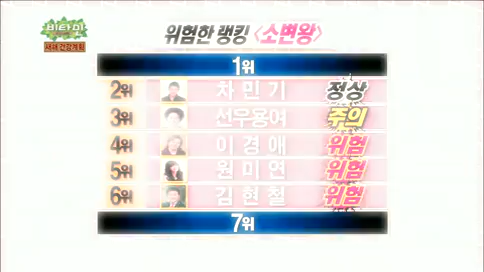 비타민
새해 건강계획
위험한 랭킹 <소변왕>
1위
2위 차민기 정상
3위 선우용여 주의
4위 이경애 위험
5위 원미연 위험
6위 김현철 위험
7위